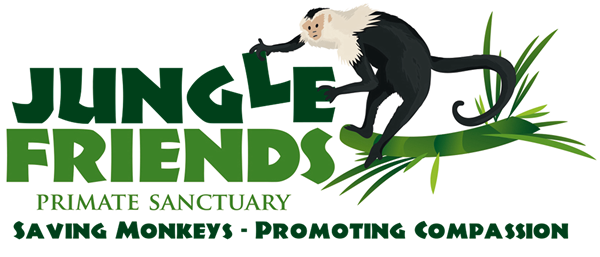 JUNGLE
FRIENDS
PRIMATE SANCTUARY
SAVING MONKEYS - PROMOTING COMPASSION